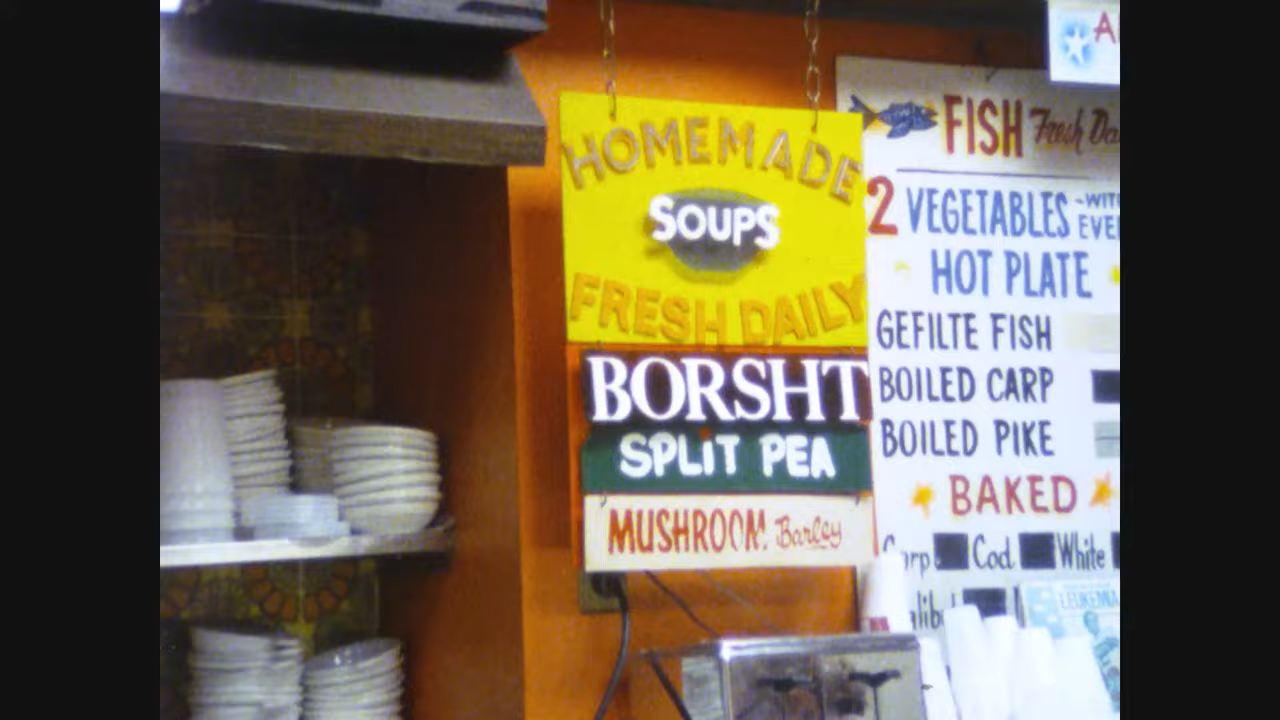 HOMEMADE
SOUPS
FRESH DAILY
BORSHT
SPLIT PEA
MUSHROOM Barley
A
FISH Fresh
2 VEGETABLES
HOT PLATE
GEFILTE FISH
BOILED CARP
BOILED PIKE
BAKED
Cod White
LEUKEMIA